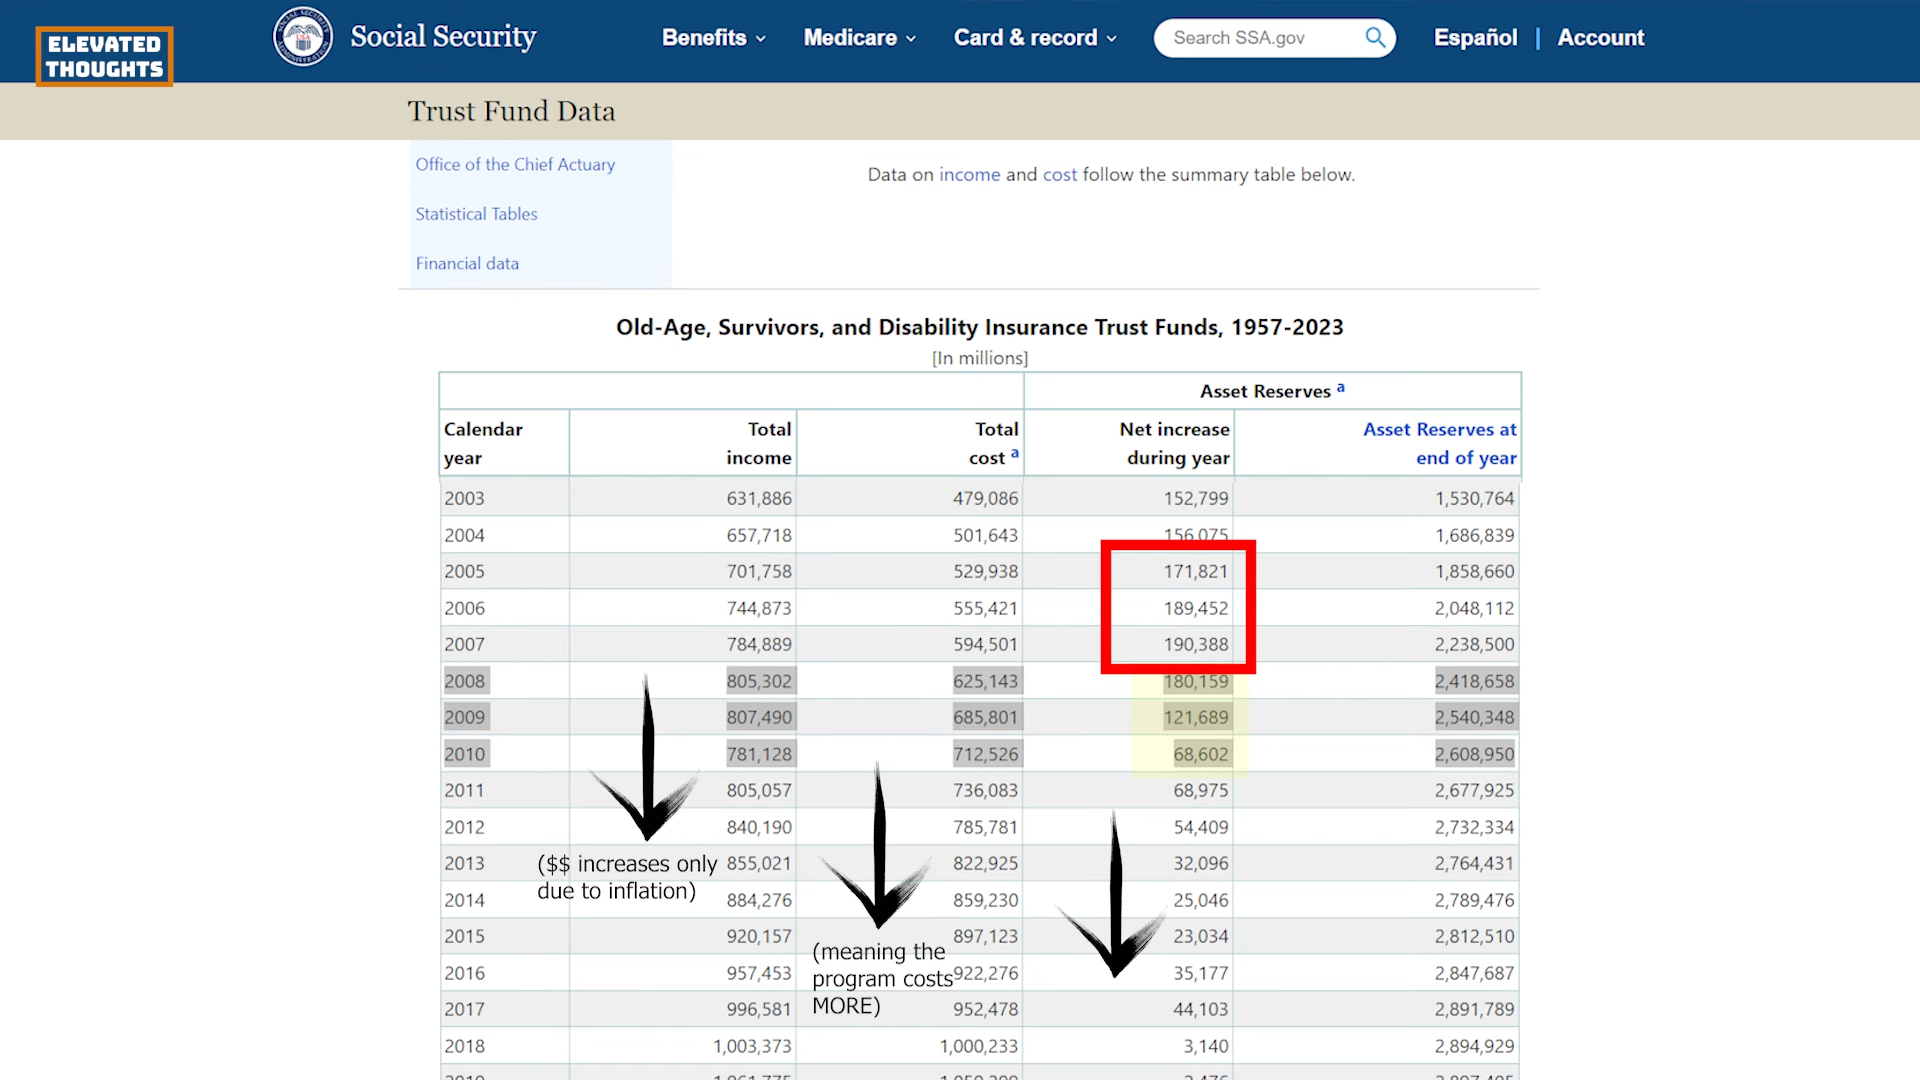 ELEVATED
THOUGHTS
Social Security
Benefits
Medicare
Card & record
Search SSA.gov
Español | Account
Trust Fund Data
Office of the Chief Actuary
Statistical Tables
Financial data
Data on income and cost follow the summary table below.
Old-Age, Survivors, and Disability Insurance Trust Funds, 1957-2023
[In millions]
Asset Reserves a
Calendar year
Total income
Total cost a
Net increase during year
Asset Reserves at end of year
2003 631,886 479,086 152,799 1,530,764
2004 657,718 501,643 156,075 1,686,839
2005 701,758 529,938 171,821 1,858,660
2006 744,873 555,421 189,452 2,048,112
2007 784,889 594,501 190,388 2,238,500
2008 805,302 625,143 180,159 2,418,658
2009 807,490 685,801 121,689 2,540,348
2010 781,128 712,526 68,602 2,608,950
2011 805,057 736,083 68,975 2,677,925
2012 840,190 785,781 54,409 2,732,334
2013 855,021 822,925 32,096 2,764,431
2014 884,276 859,230 25,046 2,789,476
2015 920,157 897,123 23,034 2,812,510
2016 957,453 922,276 35,177 2,847,687
2017 996,581 952,478 44,103 2,891,789
2018 1,003,373 1,000,233 3,140 2,894,929
($$ increases only
due to inflation)
(meaning the
program costs
MORE)